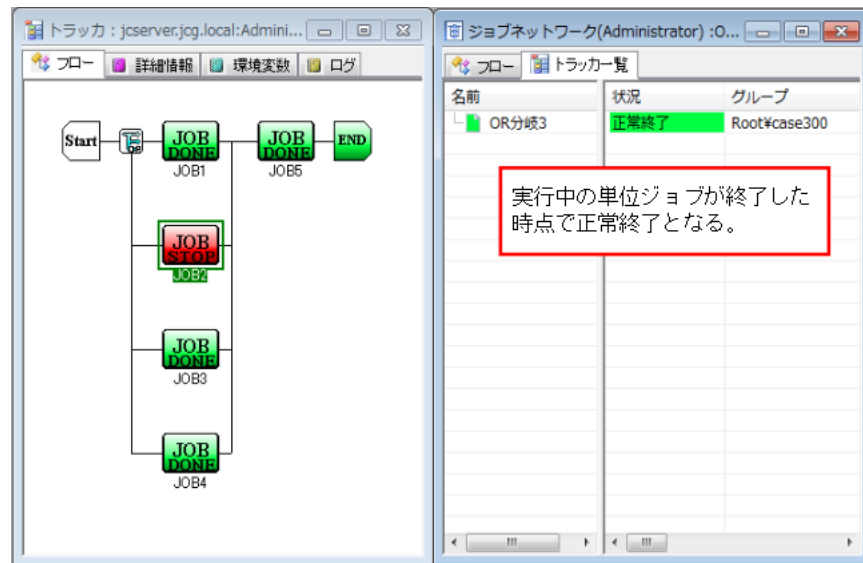 トラッカ : jcserver.jcg.local:Admini...
フロー
詳細情報
環境変数
ログ
Start
OR
JOB
DONE
JOB1
JOB
DONE
JOB5
END
JOB
STOP
JOB2
JOB
DONE
JOB3
JOB
DONE
JOB4
ジョブネットワーク(Administrator) :O...
フロー
トラッカ一覧
名前
状況
グループ
OR分岐3
正常終了
Root¥case300
実行中の単位ジョブが終了した
時点で正常終了となる。